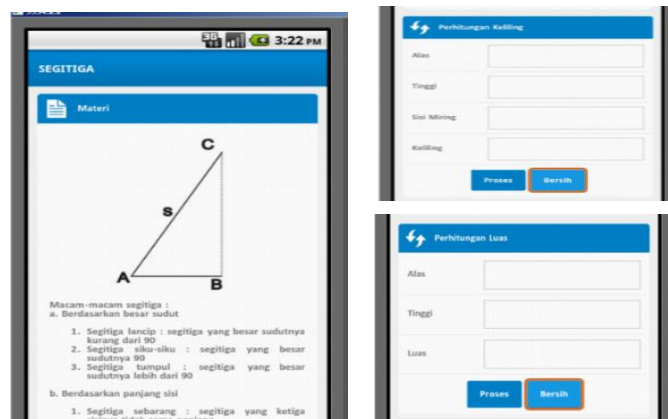 3G
3:22 PM
SEGITIGA
Materi
C
S
A
B
Macam-macam segitiga :
a. Berdasarkan besar sudut
1. Segitiga lancip : segitiga yang besar sudutnya
kurang dari 90
2. Segitiga siku-siku : segitiga yang besar
sudutnya 90
3. Segitiga tumpul : segitiga yang besar
sudutnya lebih dari 90
b. Berdasarkan panjang sisi
1. Segitiga sebarang : segitiga yang ketiga
Perhitungan Keliling
Alas
Tinggi
Sisi Miring
Keliling
Proses Bersih
Perhitungan Luas
Alas
Tinggi
Luas
Proses Bersih